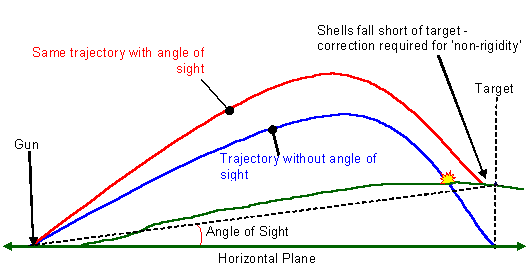 Shells fall short of target -
correction required for 'non-rigidity'
Same trajectory with angle of
sight
Target
Gun
Trajectory without angle of
sight
Angle of Sight
Horizontal Plane